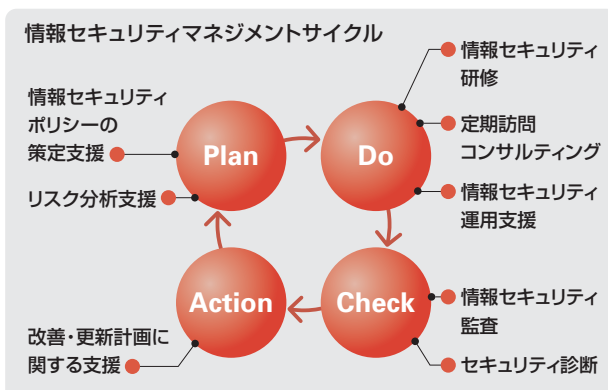 情報セキュリティマネジメントサイクル
情報セキュリティ
ポリシーの
策定支援
リスク分析支援
Plan
Do
情報セキュリティ
研修
定期訪問
コンサルティング
情報セキュリティ
運用支援
Action
Check
改善・更新計画に
関する支援
情報セキュリティ
監査
セキュリティ診断